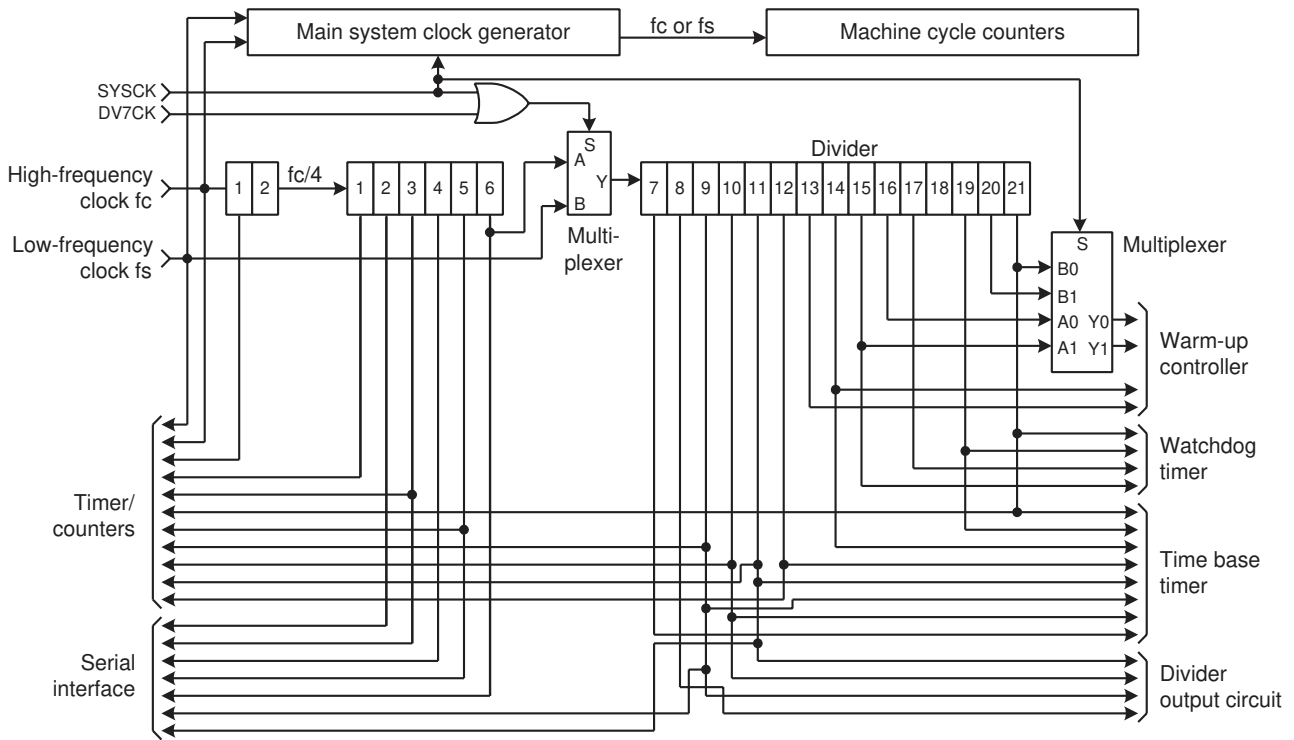 Main system clock generator
fc or fs
Machine cycle counters
SYSCK
DV7CK
S
A
Y
B
Multi-
plexer
High-frequency
clock fc
1 2
fc/4
1 2 3 4 5 6
Divider
7 8 9 10 11 12 13 14 15 16 17 18 19 20 21
Low-frequency
clock fs
S
B0
B1
A0 Y0
A1 Y1
Multiplexer
Warm-up
controller
Watchdog
timer
Timer/
counters
Time base
timer
Serial
interface
Divider
output circuit